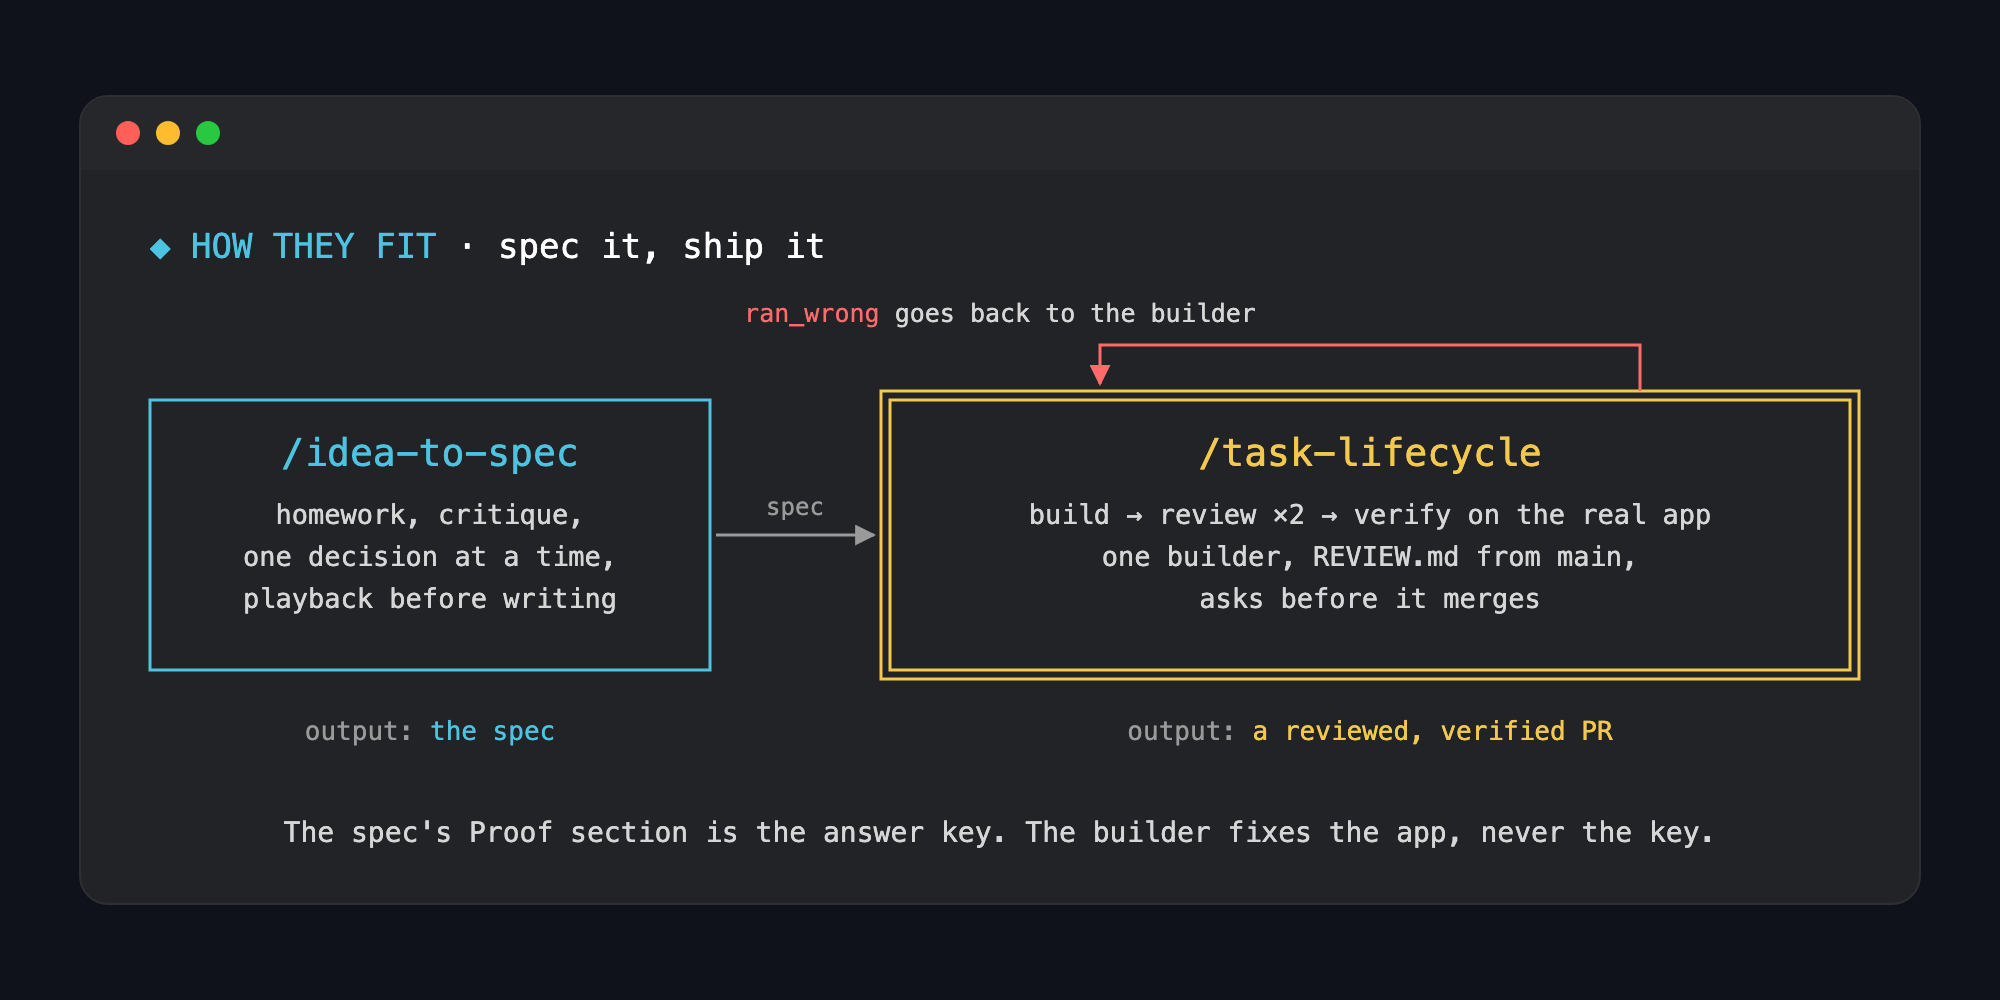 ◆ HOW THEY FIT · spec it, ship it
ran_wrong goes back to the builder
/idea-to-spec
homework, critique,
one decision at a time,
playback before writing
spec
/task-lifecycle
build → review ×2 → verify on the real app
one builder, REVIEW.md from main,
asks before it merges
output: the spec
output: a reviewed, verified PR
The spec's Proof section is the answer key. The builder fixes the app, never the key.